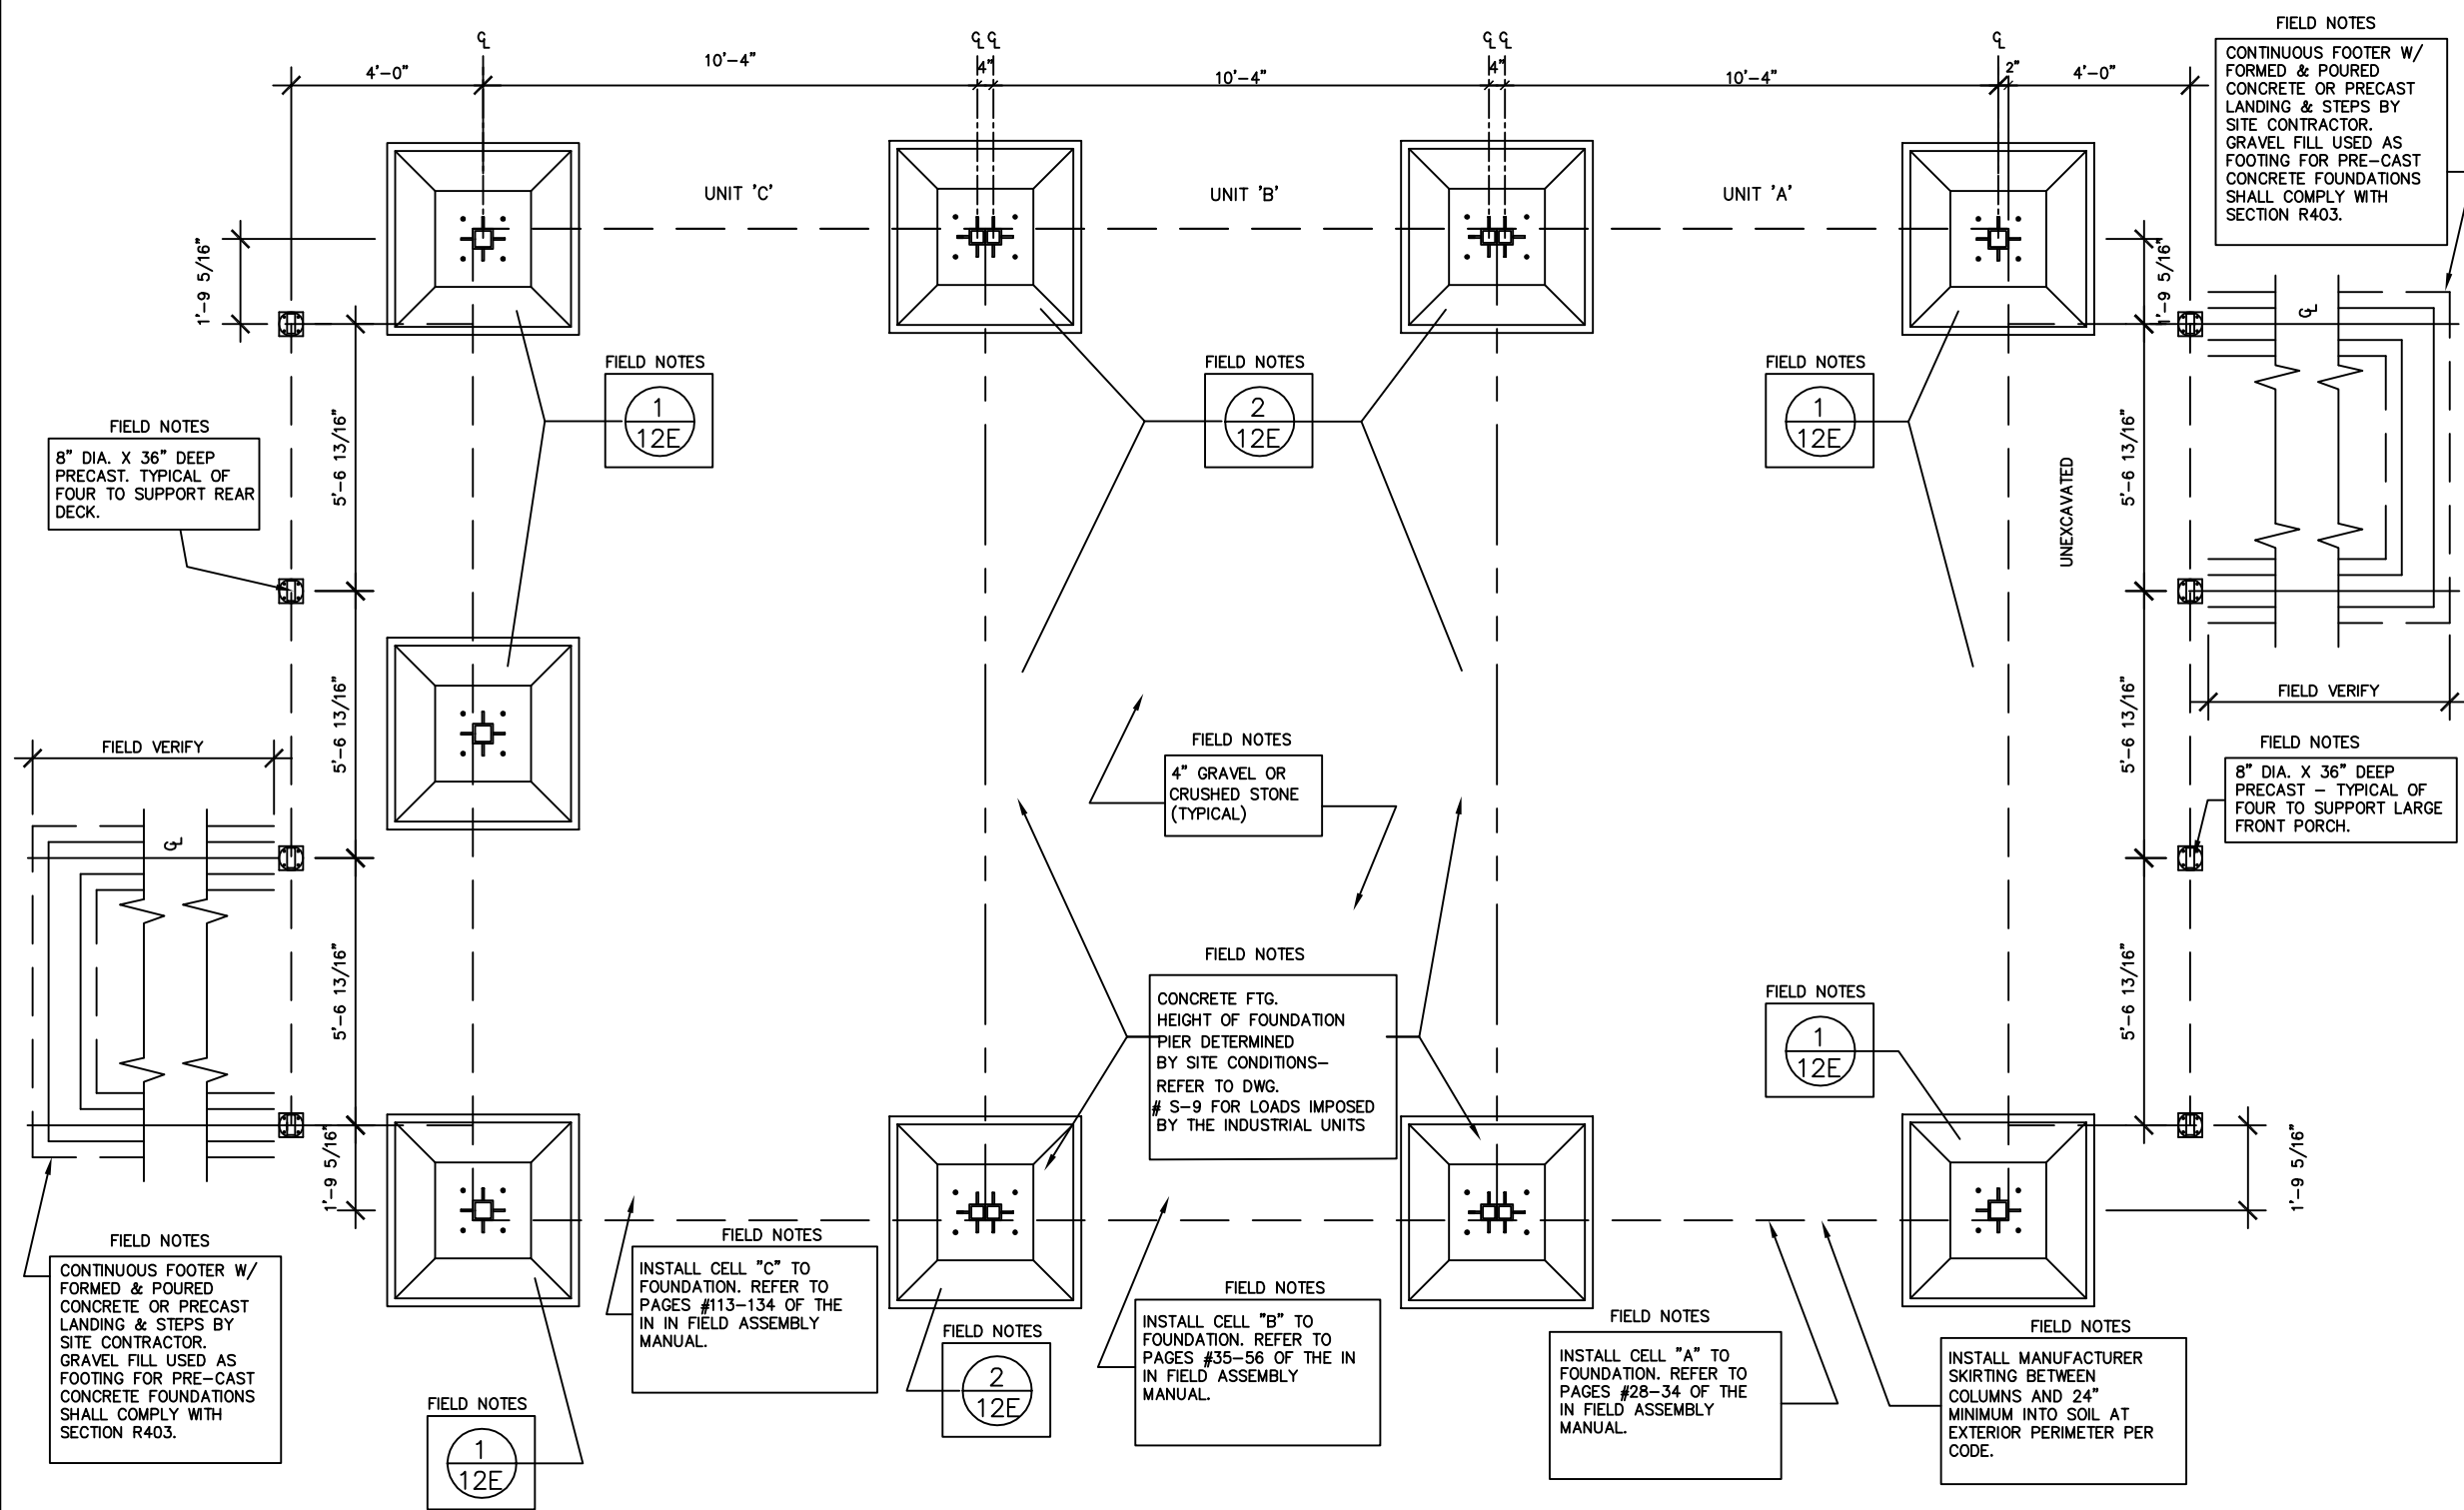 FIELD NOTES
CONTINUOUS FOOTER W/
FORMED & POURED
CONCRETE OR PRECAST
LANDING & STEPS BY
SITE CONTRACTOR.
GRAVEL FILL USED AS
FOOTING FOR PRE-CAST
CONCRETE FOUNDATIONS
SHALL COMPLY WITH
SECTION R403.
CL
CL CL
CL CL
CL
4'-0"
10'-4"
4"
10'-4"
4"
10'-4"
2"
4'-0"
UNIT 'C'
UNIT 'B'
UNIT 'A'
1'-9 5/16"
1'-9 5/16"
CL
FIELD NOTES
1
12E
FIELD NOTES
2
12E
FIELD NOTES
1
12E
FIELD NOTES
8" DIA. X 36" DEEP
PRECAST. TYPICAL OF
FOUR TO SUPPORT REAR
DECK.
5'-6 13/16"
UNEXCAVATED
5'-6 13/16"
5'-6 13/16"
5'-6 13/16"
FIELD VERIFY
FIELD VERIFY
FIELD NOTES
4" GRAVEL OR
CRUSHED STONE
(TYPICAL)
FIELD NOTES
8" DIA. X 36" DEEP
PRECAST - TYPICAL OF
FOUR TO SUPPORT LARGE
FRONT PORCH.
CL
5'-6 13/16"
5'-6 13/16"
FIELD NOTES
CONCRETE FTG.
HEIGHT OF FOUNDATION
PIER DETERMINED
BY SITE CONDITIONS-
REFER TO DWG.
# S-9 FOR LOADS IMPOSED
BY THE INDUSTRIAL UNITS
FIELD NOTES
1
12E
1'-9 5/16"
1'-9 5/16"
FIELD NOTES
CONTINUOUS FOOTER W/
FORMED & POURED
CONCRETE OR PRECAST
LANDING & STEPS BY
SITE CONTRACTOR.
GRAVEL FILL USED AS
FOOTING FOR PRE-CAST
CONCRETE FOUNDATIONS
SHALL COMPLY WITH
SECTION R403.
FIELD NOTES
1
12E
FIELD NOTES
INSTALL CELL "C" TO
FOUNDATION. REFER TO
PAGES #113-134 OF THE
IN IN FIELD ASSEMBLY
MANUAL.
FIELD NOTES
2
12E
FIELD NOTES
INSTALL CELL "B" TO
FOUNDATION. REFER TO
PAGES #35-56 OF THE IN
IN FIELD ASSEMBLY
MANUAL.
FIELD NOTES
INSTALL CELL "A" TO
FOUNDATION. REFER TO
PAGES #28-34 OF THE
IN FIELD ASSEMBLY
MANUAL.
FIELD NOTES
INSTALL MANUFACTURER
SKIRTING BETWEEN
COLUMNS AND 24"
MINIMUM INTO SOIL AT
EXTERIOR PERIMETER PER
CODE.